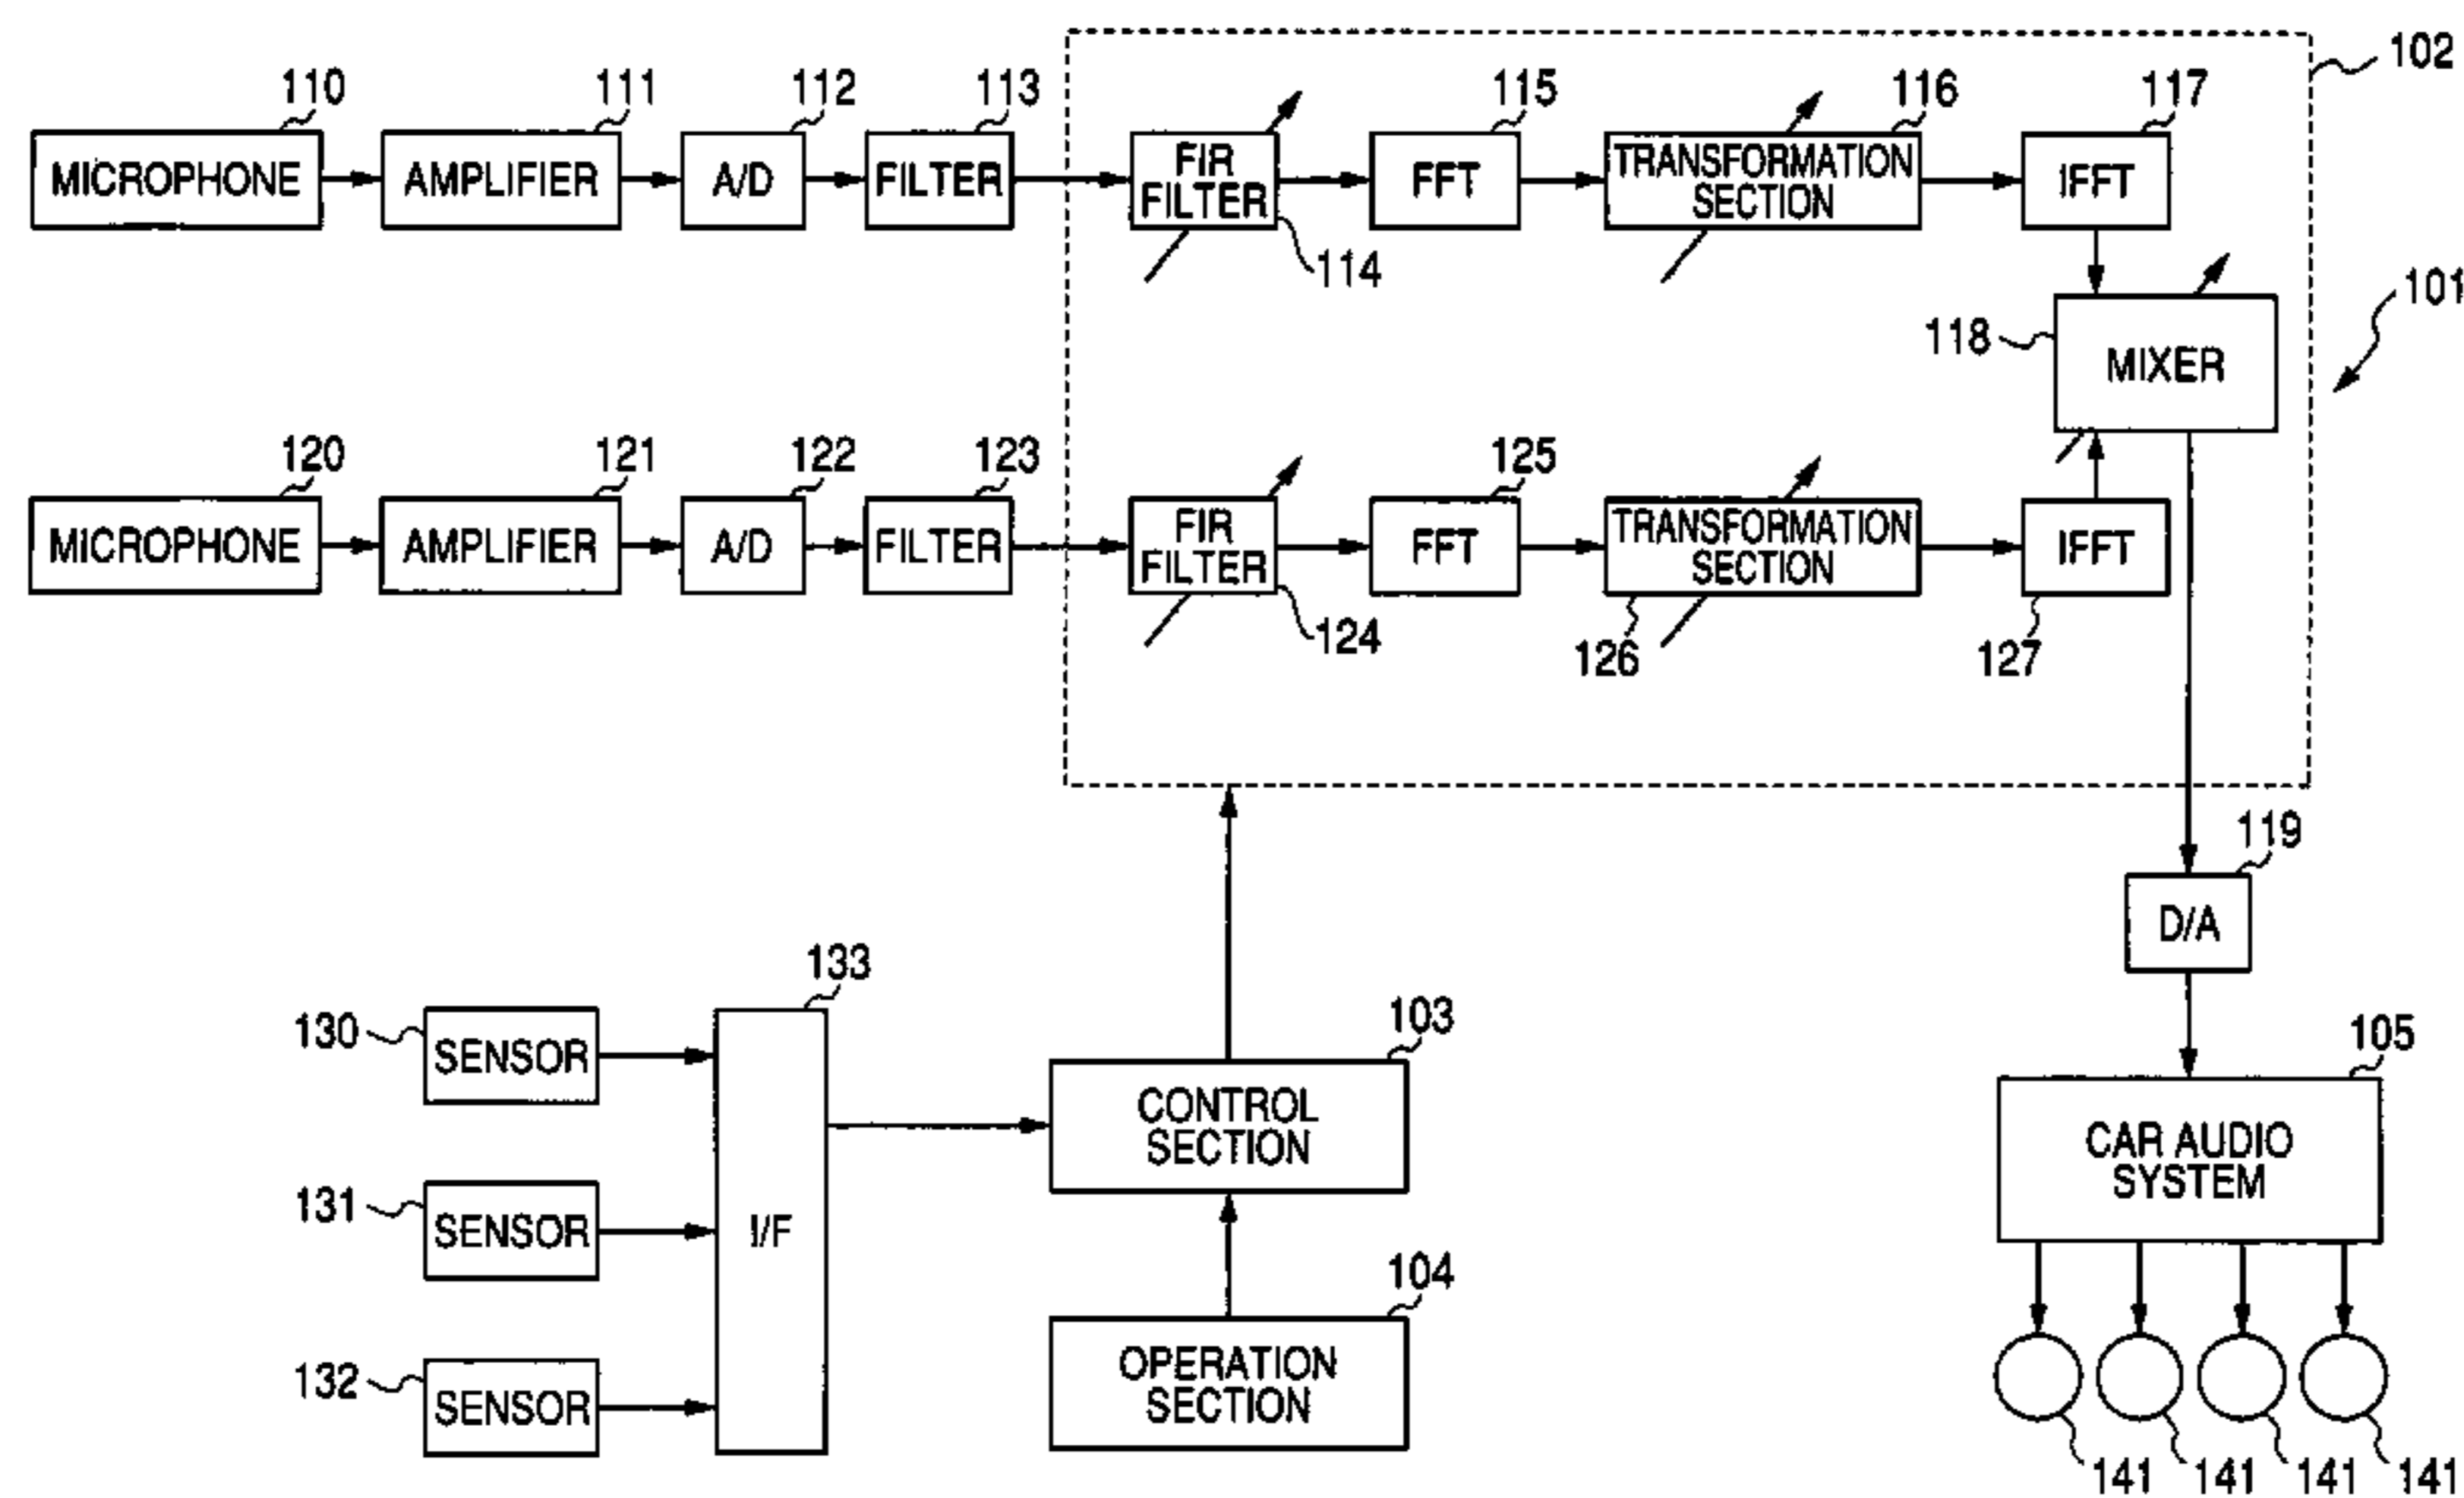 102
110
111
112
113
115
116
117
MICROPHONE
AMPLIFIER
A/D
FILTER
FIR
FILTER
FFT
TRANSFORMATION
SECTION
IFFT
114
101
118
MIXER
120
121
122
123
125
MICROPHONE
AMPLIFIER
A/D
FILTER
FIR
FILTER
FFT
TRANSFORMATION
SECTION
IFFT
124
126
127
119
D/A
133
130
SENSOR
103
105
CONTROL
SECTION
CAR AUDIO
SYSTEM
131
SENSOR
I/F
104
132
SENSOR
OPERATION
SECTION
141
141
141
141